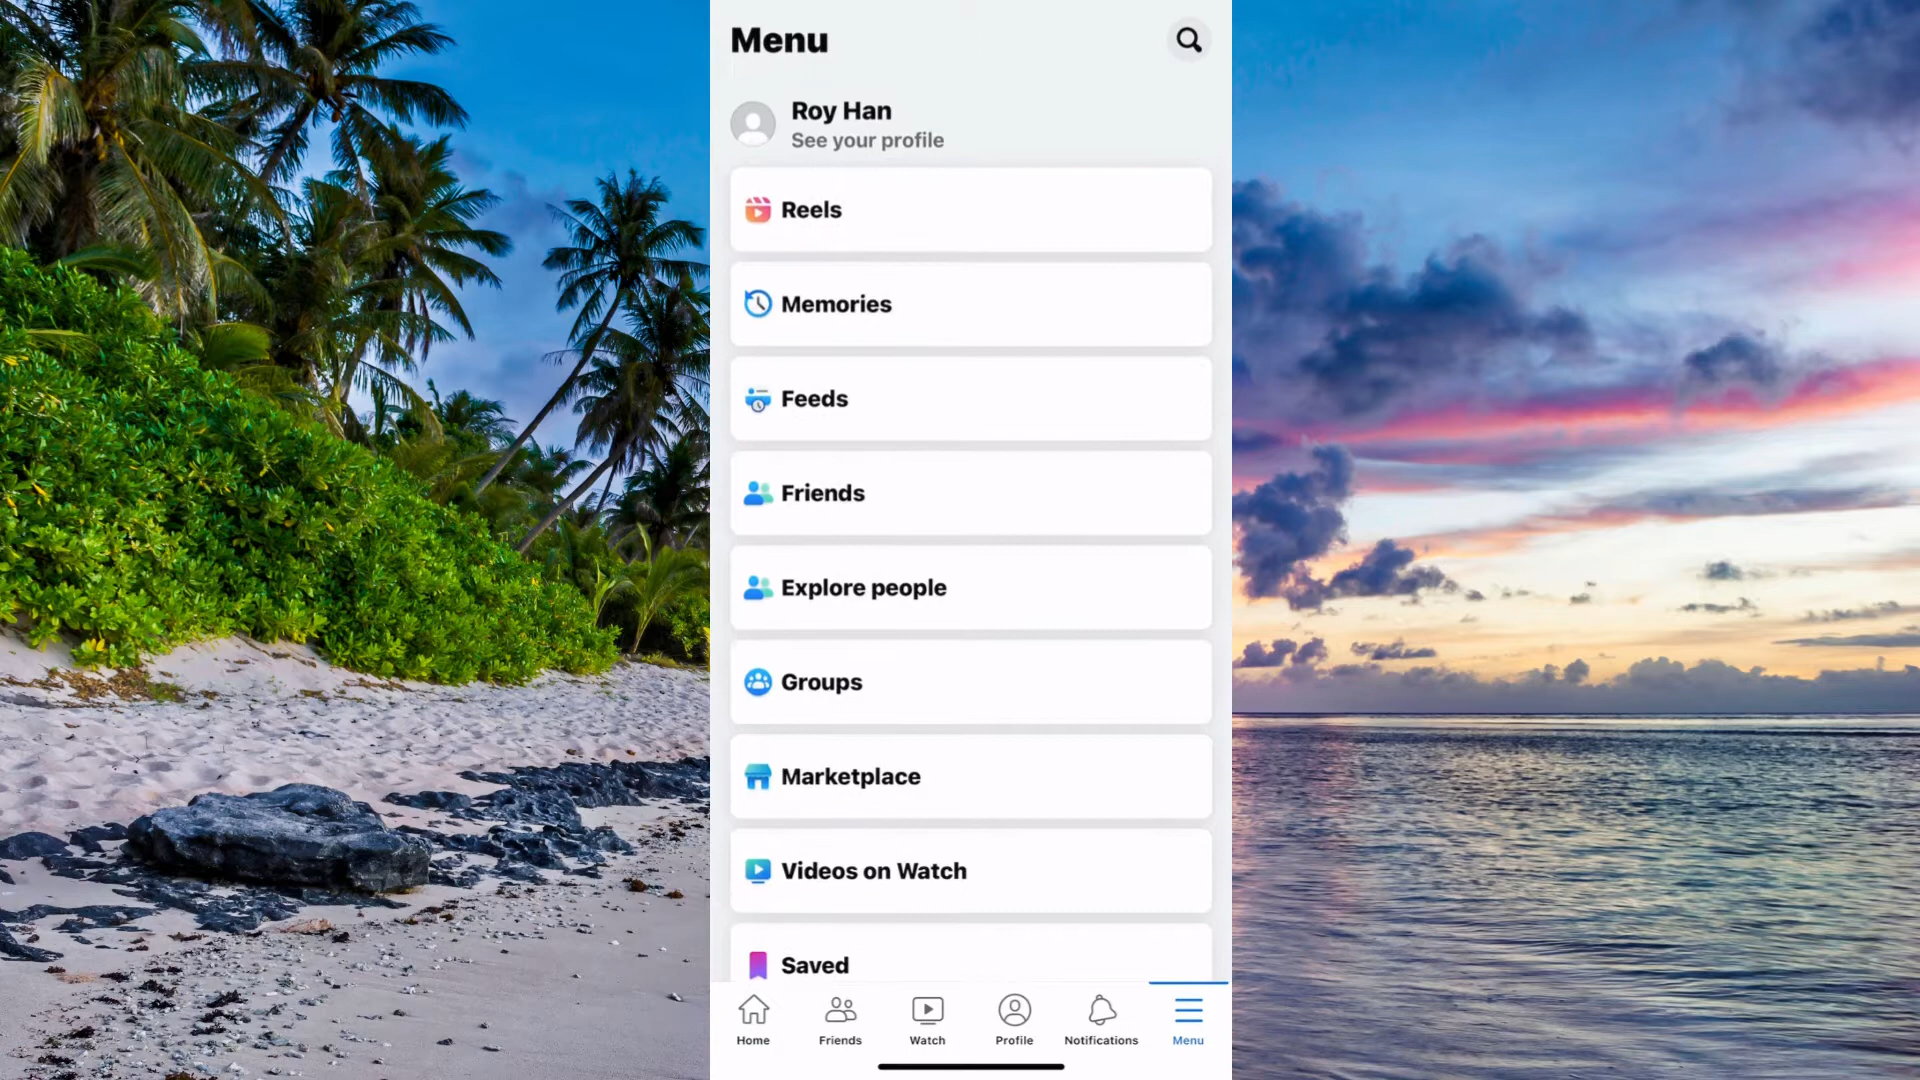 Menu
Roy Han
See your profile
Reels
Memories
Feeds
Friends
Explore people
Groups
Marketplace
Videos on Watch
Saved
Home
Friends
Watch
Profile
Notifications
Menu